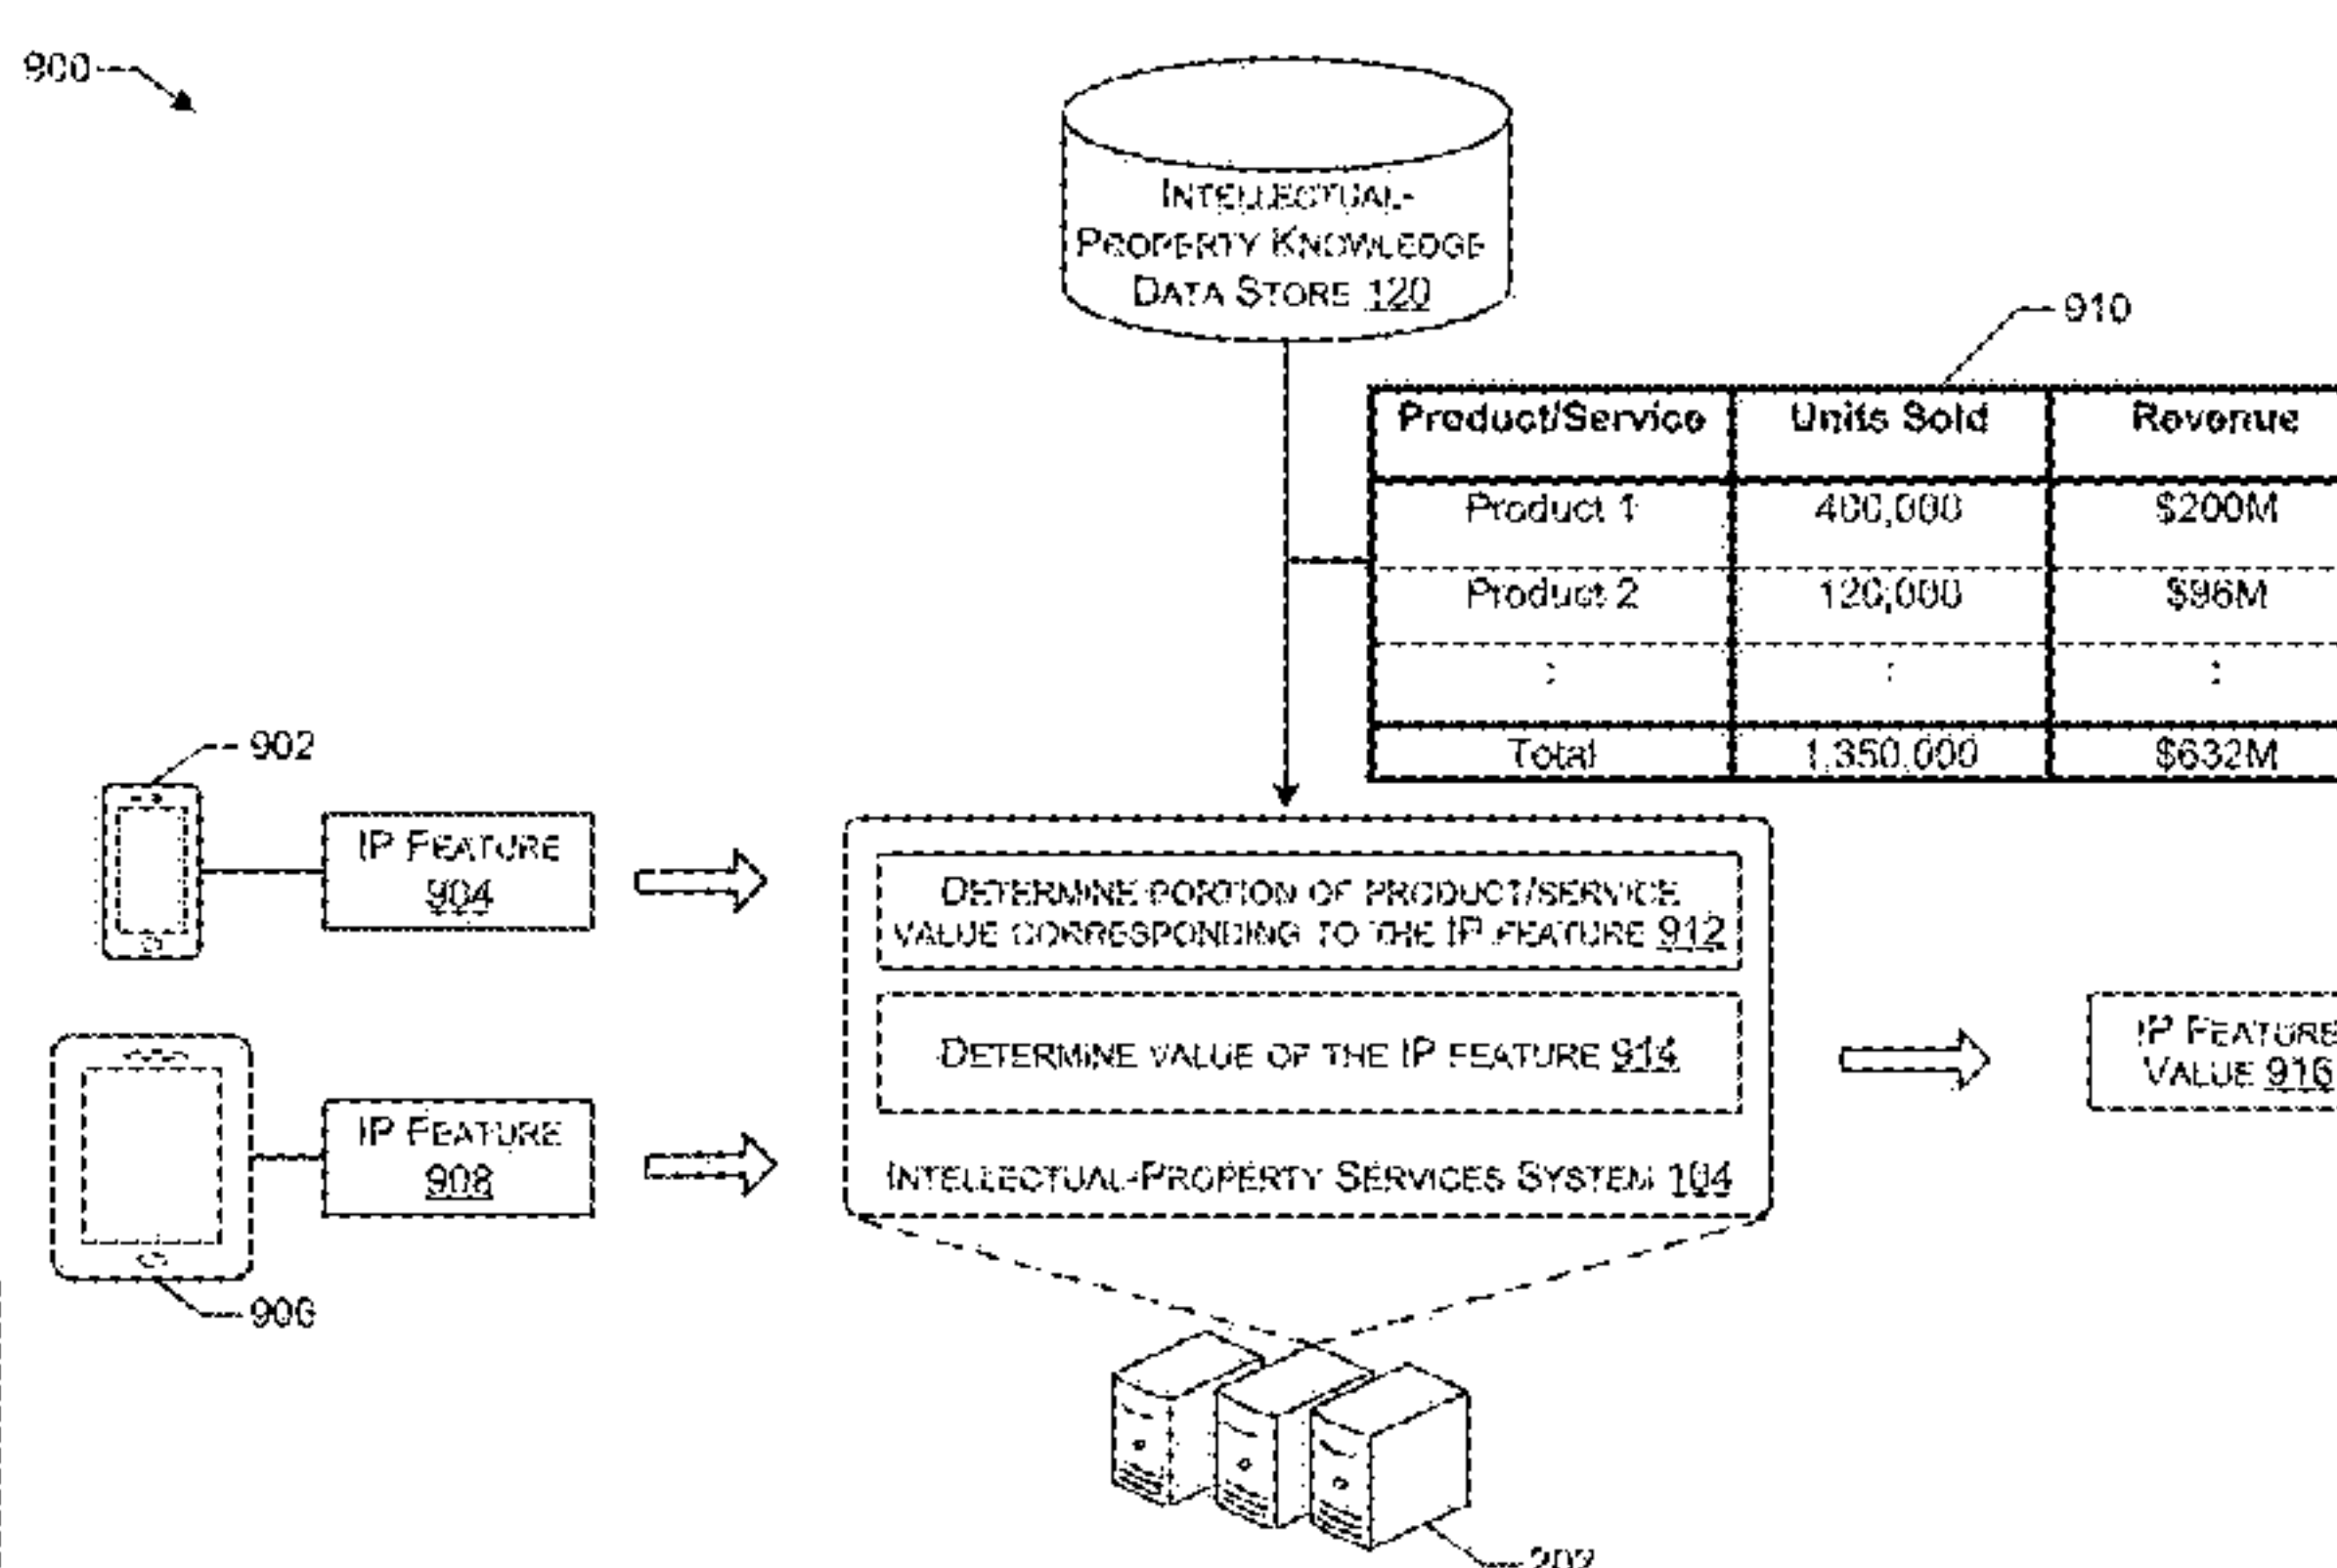 900
INTELLECTUAL-
PROPERTY KNOWLEDGE
DATA STORE 120
910
Product/Service Units Sold Revenue
Product 1 400,000 $200M
Product 2 120,000 $96M
: : :
Total 1,350,000 $632M
902
IP FEATURE
904
DETERMINE PORTION OF PRODUCT/SERVICE
VALUE CORRESPONDING TO THE IP FEATURE 912
DETERMINE VALUE OF THE IP FEATURE 914
IP FEATURE
VALUE 916
IP FEATURE
908
INTELLECTUAL-PROPERTY SERVICES SYSTEM 104
906
202